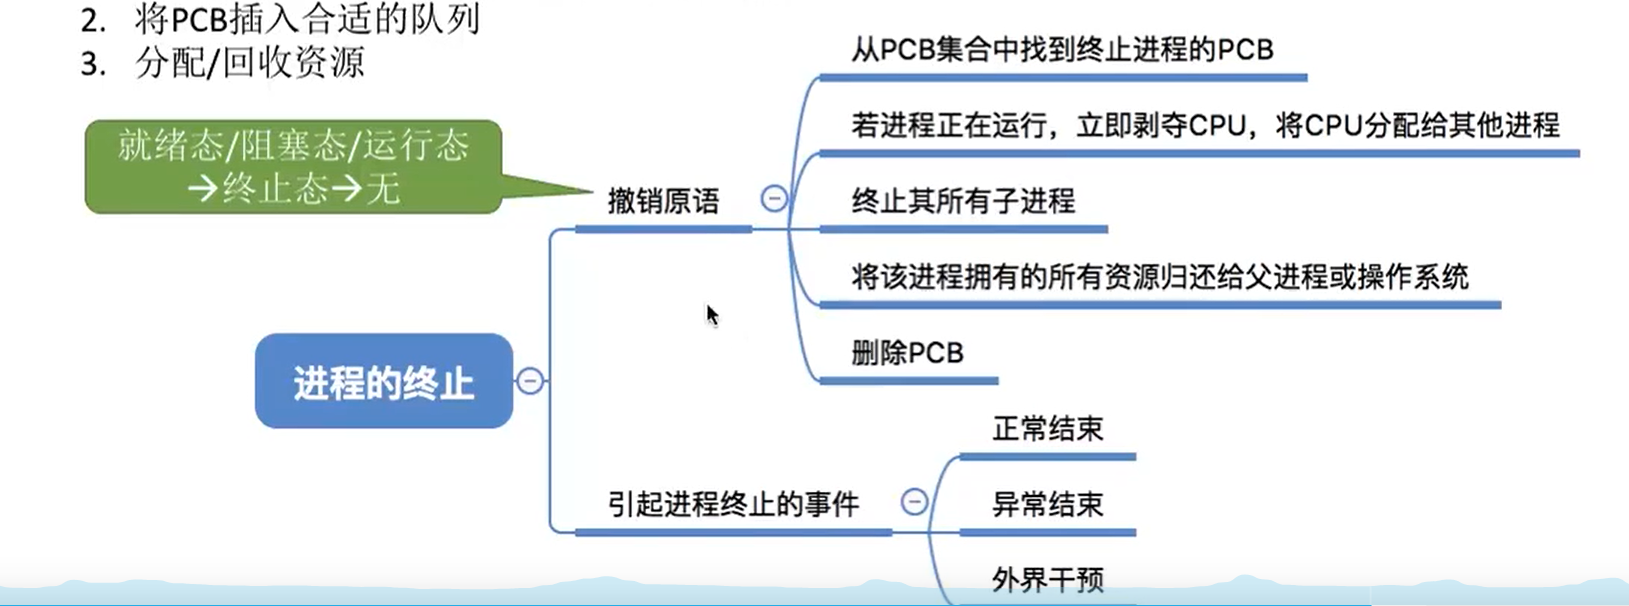 2. 将PCB插入合适的队列
3. 分配/回收资源
就绪态/阻塞态/运行态
→终止态→无
进程的终止
撤销原语
从PCB集合中找到终止进程的PCB
若进程正在运行，立即剥夺CPU，将CPU分配给其他进程
终止其所有子进程
将该进程拥有的所有资源归还给父进程或操作系统
删除PCB
引起进程终止的事件
正常结束
异常结束
外界干预